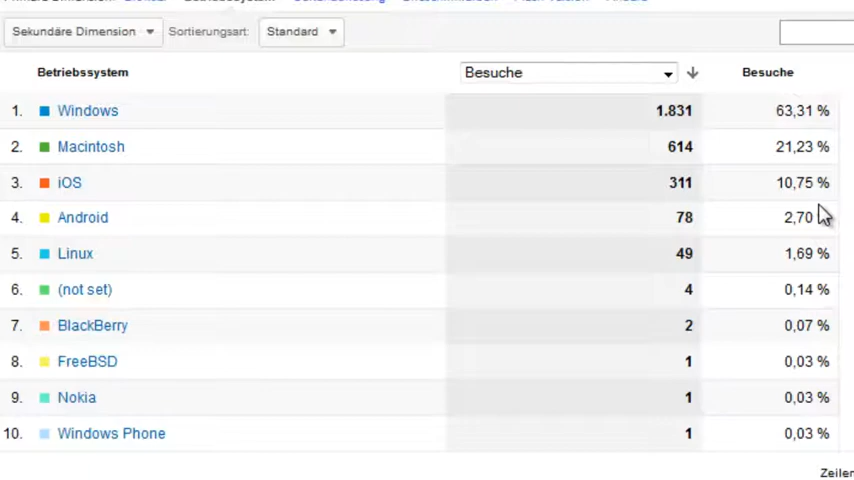 Sekundäre Dimension Sortierungsart: Standard
Betriebssystem Besuche Besuche
1. Windows 1.831 63,31 %
2. Macintosh 614 21,23 %
3. iOS 311 10,75 %
4. Android 78 2,70
5. Linux 49 1,69 %
6. (not set) 4 0,14 %
7. BlackBerry 2 0,07 %
8. FreeBSD 1 0,03 %
9. Nokia 1 0,03 %
10. Windows Phone 1 0,03 %
Zeilen